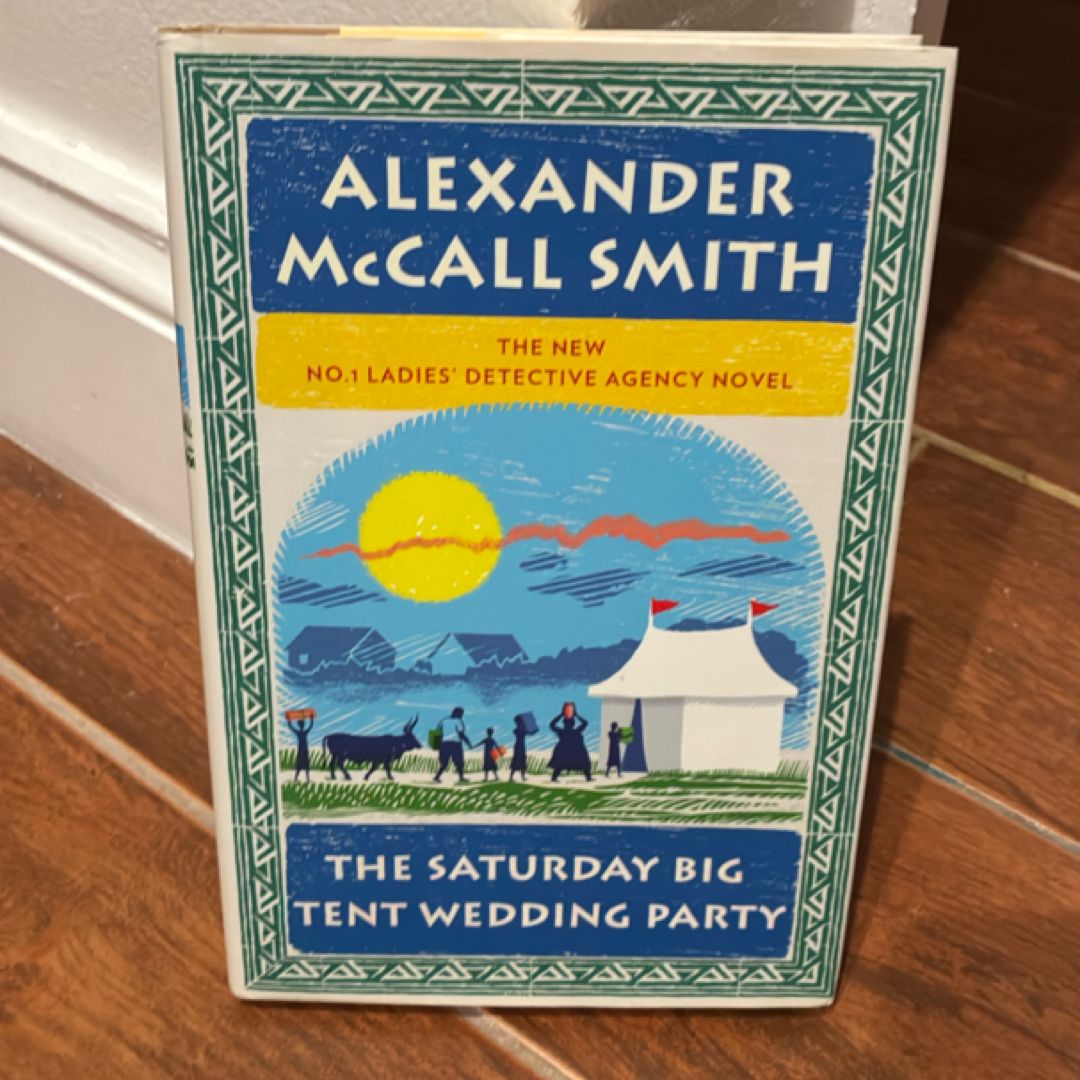 ALEXANDER
McCALL SMITH
THE NEW
NO.1 LADIES' DETECTIVE AGENCY NOVEL
THE SATURDAY BIG
TENT WEDDING PARTY